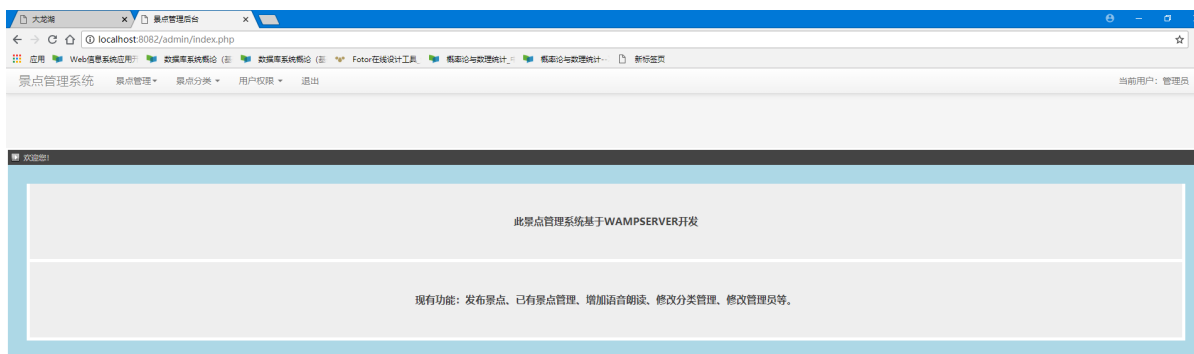 大龙湖 景点管理后台
localhost:8082/admin/index.php
应用 Web信息系统应用开 数据库系统概论 (基 数据库系统概论 (基 Fotor在线设计工具_ 概率论与数理统计_中 概率论与数理统计-- 新标签页
景点管理系统 景点管理 景点分类 用户权限 退出 当前用户：管理员
欢迎您!
此景点管理系统基于WAMPSERVER开发
现有功能：发布景点、已有景点管理、增加语音朗读、修改分类管理、修改管理员等。